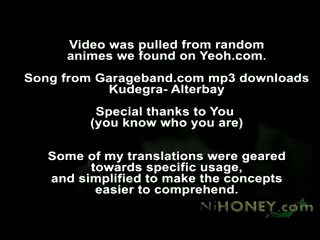 Video was pulled from random
animes we found on Yeoh.com.
Song from Garageband.com mp3 downloads
Kudegra- Alterbay
Special thanks to You
(you know who you are)
Some of my translations were geared
towards specific usage,
and simplified to make the concepts
easier to comprehend.
NiHONEY.com